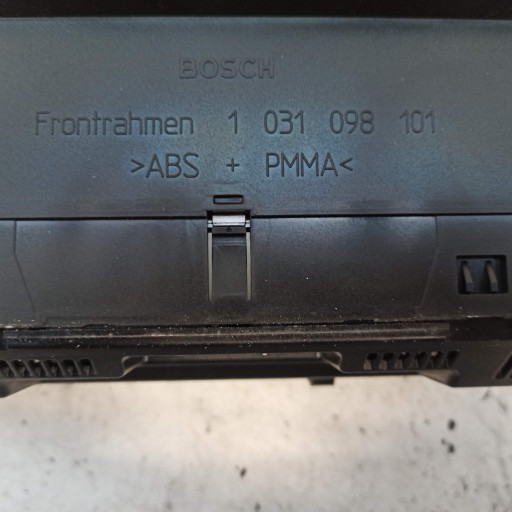 BOSCH
Frontrahmen 1 031 098 101
>ABS + PMMA<